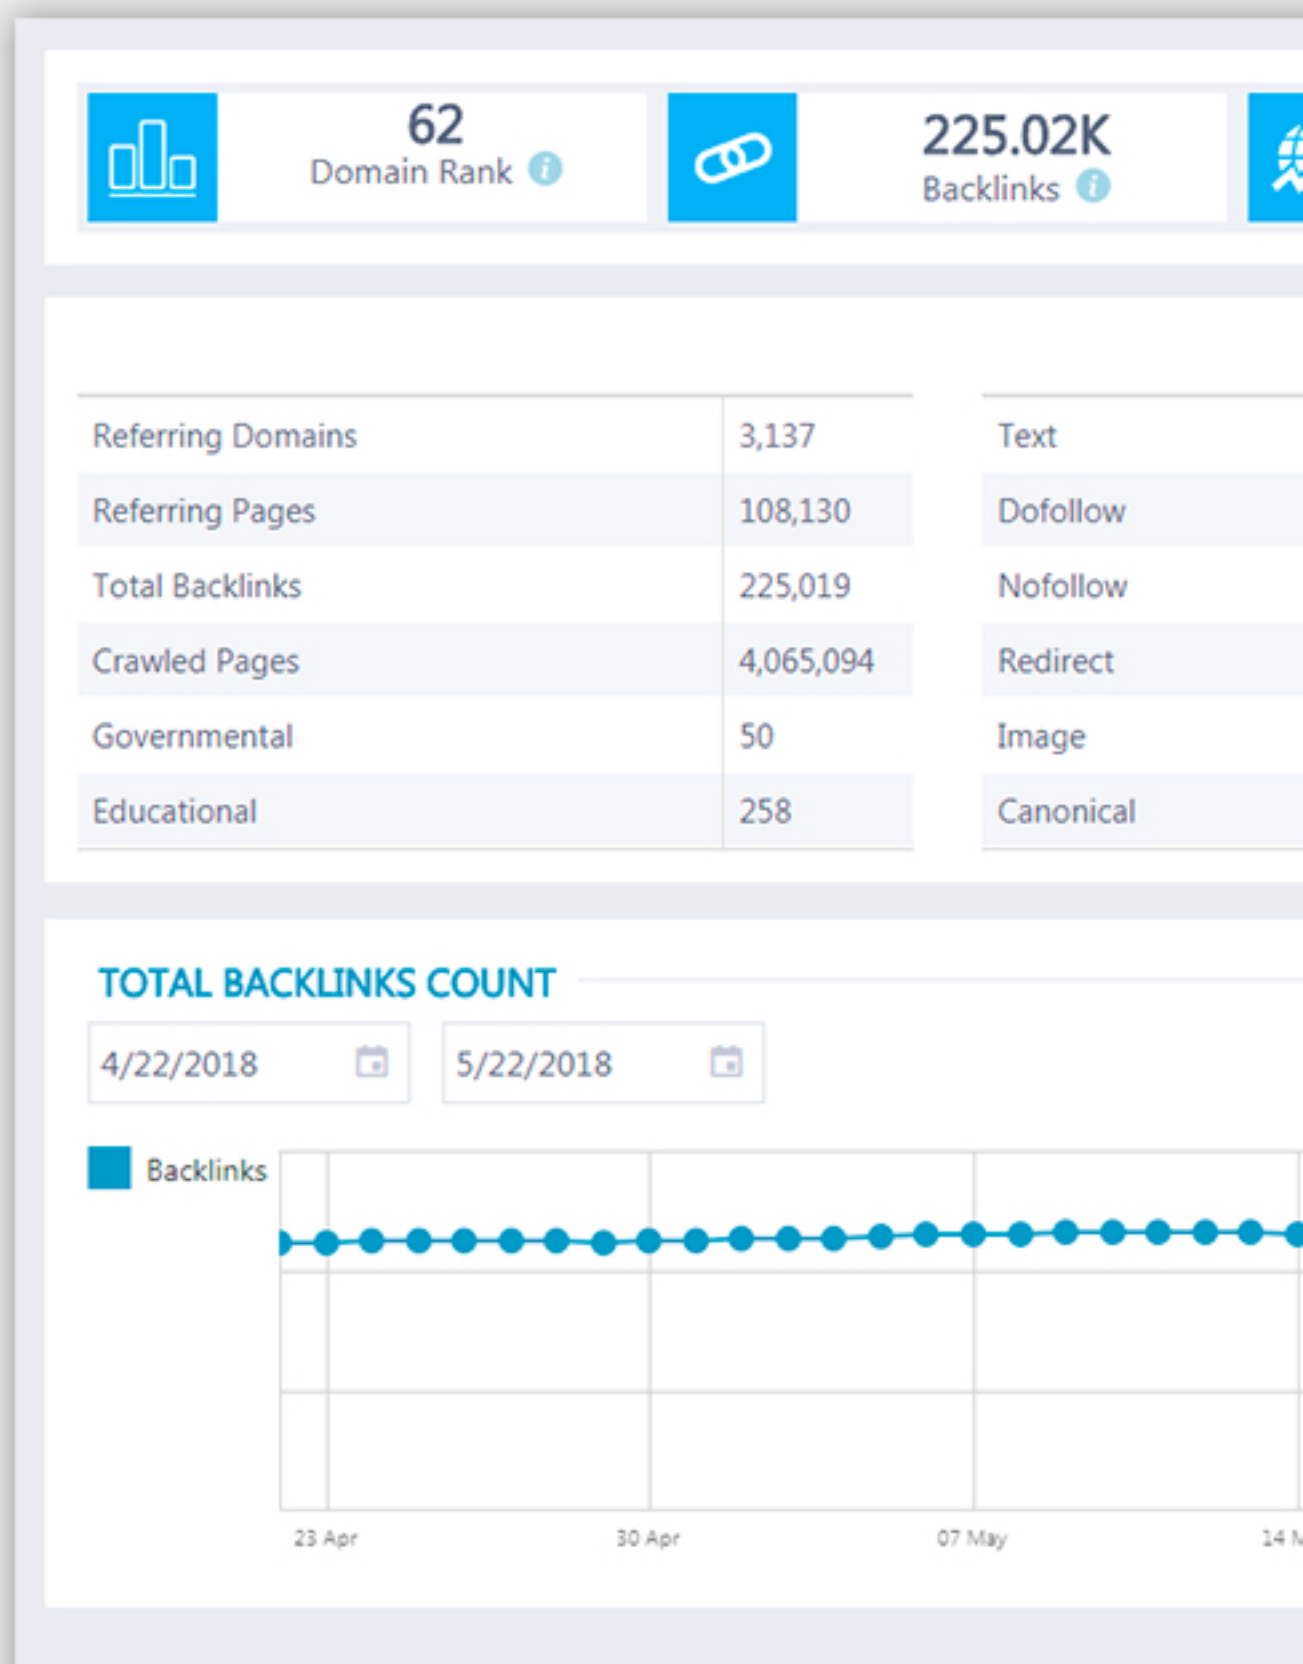 62
Domain Rank
225.02K
Backlinks
Referring Domains 3,137
Referring Pages 108,130
Total Backlinks 225,019
Crawled Pages 4,065,094
Governmental 50
Educational 258
Text
Dofollow
Nofollow
Redirect
Image
Canonical
TOTAL BACKLINKS COUNT
4/22/2018 5/22/2018
Backlinks
23 Apr 30 Apr 07 May 14